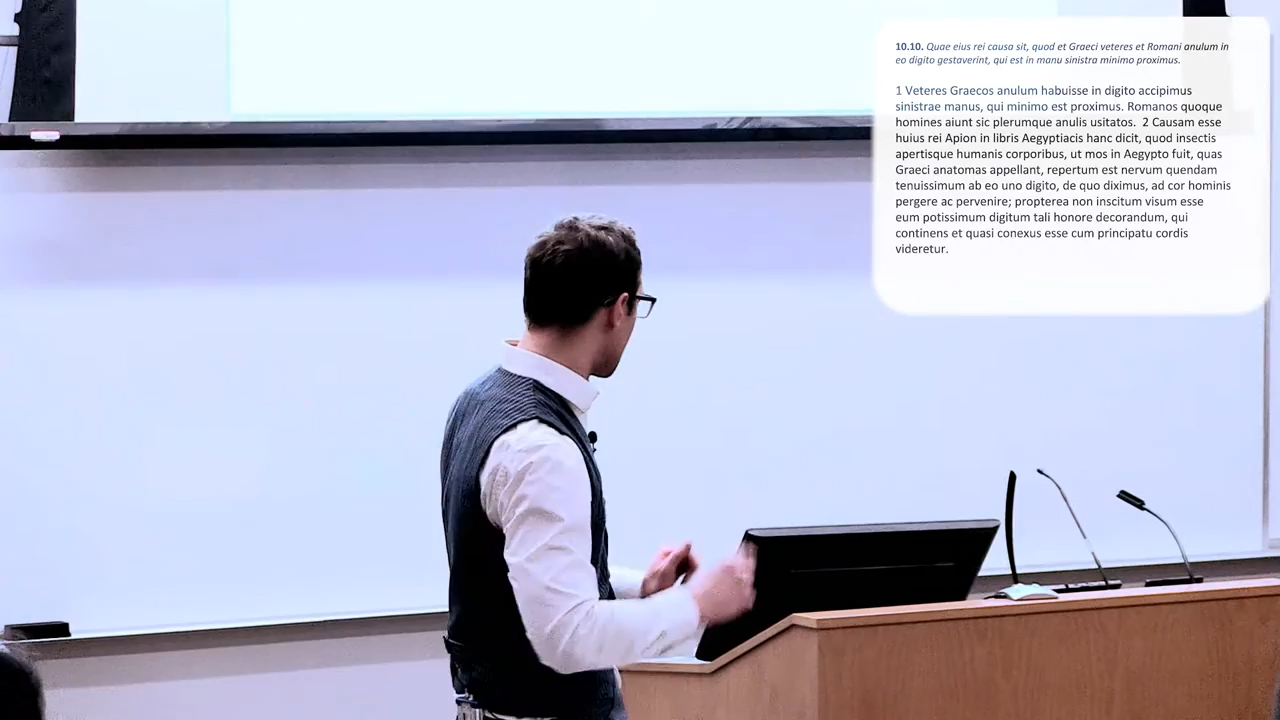 10.10. Quae eius rei causa sit, quod et Graeci veteres et Romani anulum in
eo digito gestaverint, qui est in manu sinistra minimo proximus.
1 Veteres Graecos anulum habuisse in digito accipimus
sinistrae manus, qui minimo est proximus. Romanos quoque
homines aiunt sic plerumque anulis usitatos. 2 Causam esse
huius rei Apion in libris Aegyptiacis hanc dicit, quod insectis
apertisque humanis corporibus, ut mos in Aegypto fuit, quas
Graeci anatomas appellant, repertum est nervum quendam
tenuissimum ab eo uno digito, de quo diximus, ad cor hominis
pergere ac pervenire; propterea non inscitum visum esse
eum potissimum digitum tali honore decorandum, qui
continens et quasi conexus esse cum principatu cordis
videretur.